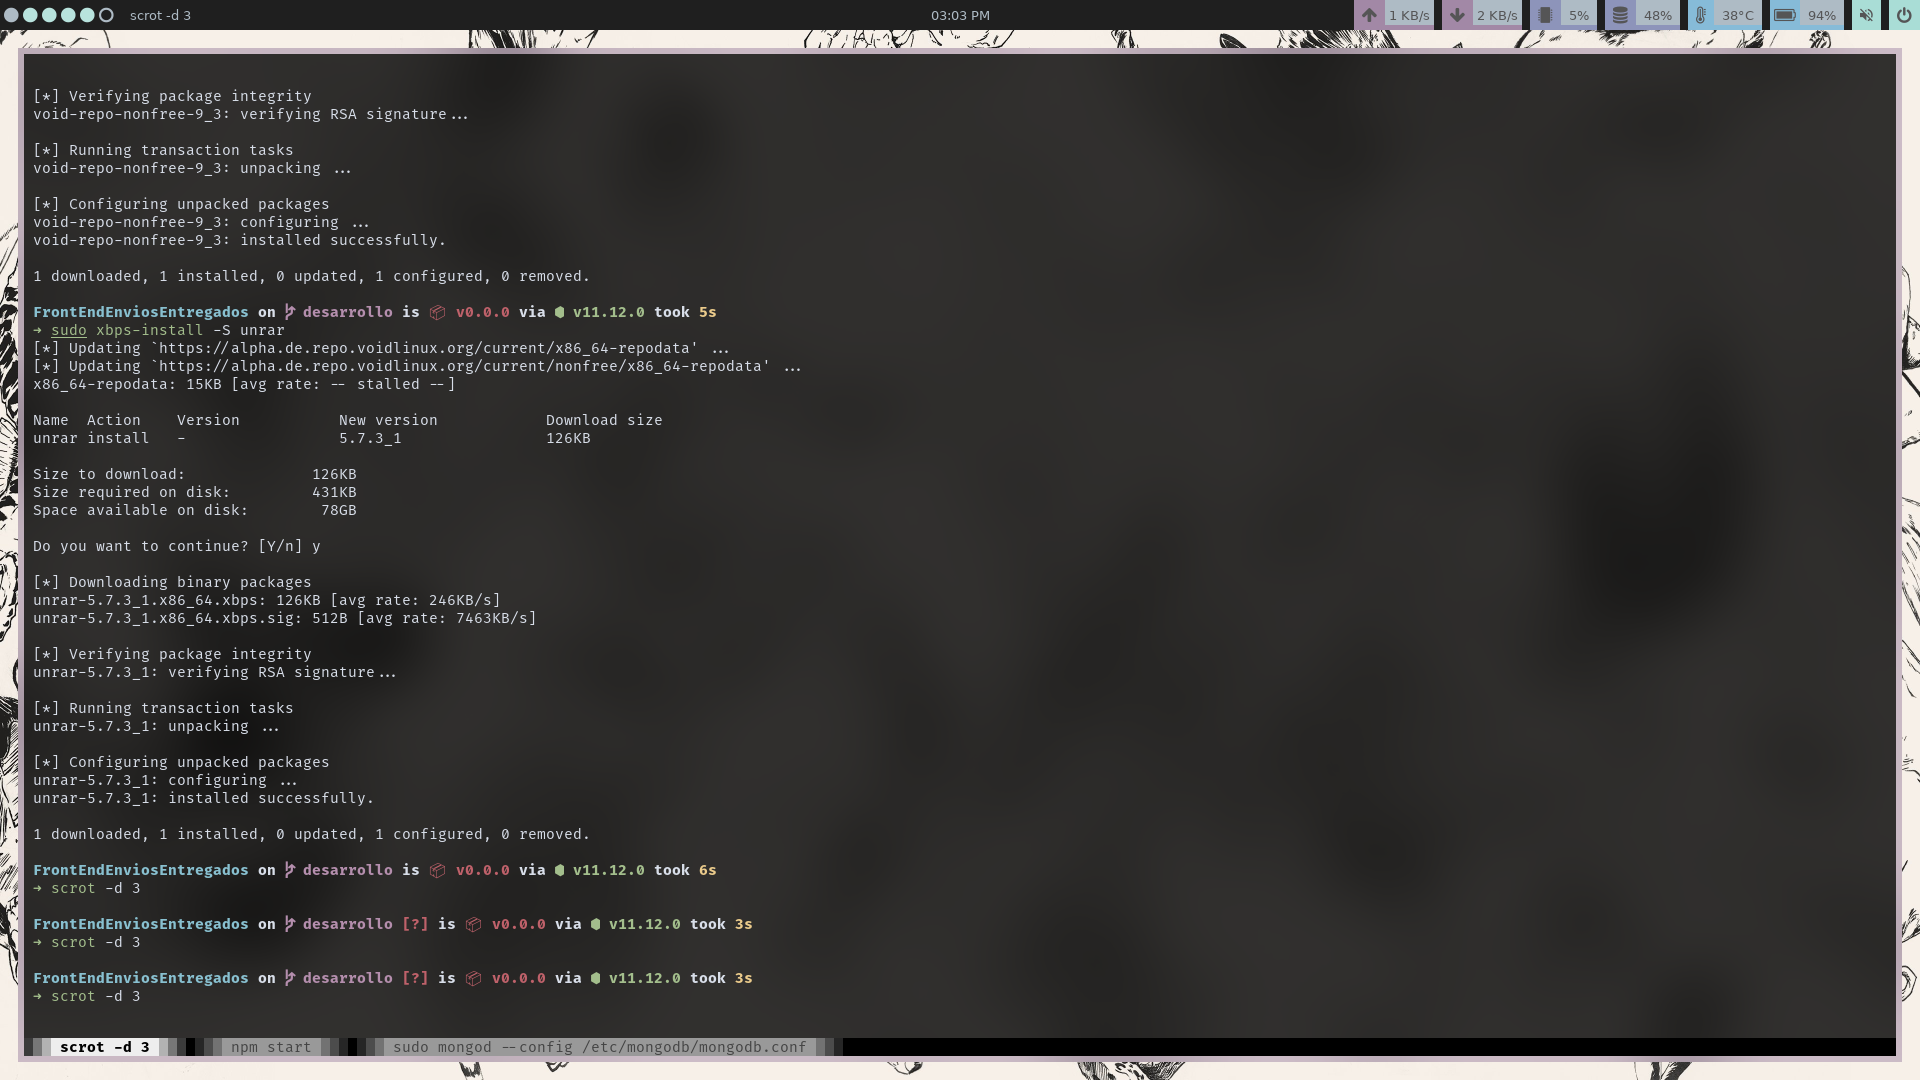 scrot -d 3
03:03 PM
1 KB/s
2 KB/s
5%
48%
38°C
94%
[*] Verifying package integrity
void-repo-nonfree-9_3: verifying RSA signature...
[*] Running transaction tasks
void-repo-nonfree-9_3: unpacking ...
[*] Configuring unpacked packages
void-repo-nonfree-9_3: configuring ...
void-repo-nonfree-9_3: installed successfully.
1 downloaded, 1 installed, 0 updated, 1 configured, 0 removed.
FrontEndEnviosEntregados on desarrollo is v0.0.0 via v11.12.0 took 5s
➜ sudo xbps-install -S unrar
[*] Updating `https://alpha.de.repo.voidlinux.org/current/x86_64-repodata' ...
[*] Updating `https://alpha.de.repo.voidlinux.org/current/nonfree/x86_64-repodata' ...
x86_64-repodata: 15KB [avg rate: -- stalled --]
Name Action Version New version Download size
unrar install - 5.7.3_1 126KB
Size to download: 126KB
Size required on disk: 431KB
Space available on disk: 78GB
Do you want to continue? [Y/n] y
[*] Downloading binary packages
unrar-5.7.3_1.x86_64.xbps: 126KB [avg rate: 246KB/s]
unrar-5.7.3_1.x86_64.xbps.sig: 512B [avg rate: 7463KB/s]
[*] Verifying package integrity
unrar-5.7.3_1: verifying RSA signature...
[*] Running transaction tasks
unrar-5.7.3_1: unpacking ...
[*] Configuring unpacked packages
unrar-5.7.3_1: configuring ...
unrar-5.7.3_1: installed successfully.
1 downloaded, 1 installed, 0 updated, 1 configured, 0 removed.
FrontEndEnviosEntregados on desarrollo is v0.0.0 via v11.12.0 took 6s
➜ scrot -d 3
FrontEndEnviosEntregados on desarrollo [?] is v0.0.0 via v11.12.0 took 3s
➜ scrot -d 3
FrontEndEnviosEntregados on desarrollo [?] is v0.0.0 via v11.12.0 took 3s
➜ scrot -d 3
scrot -d 3
npm start
sudo mongod --config /etc/mongodb/mongodb.conf